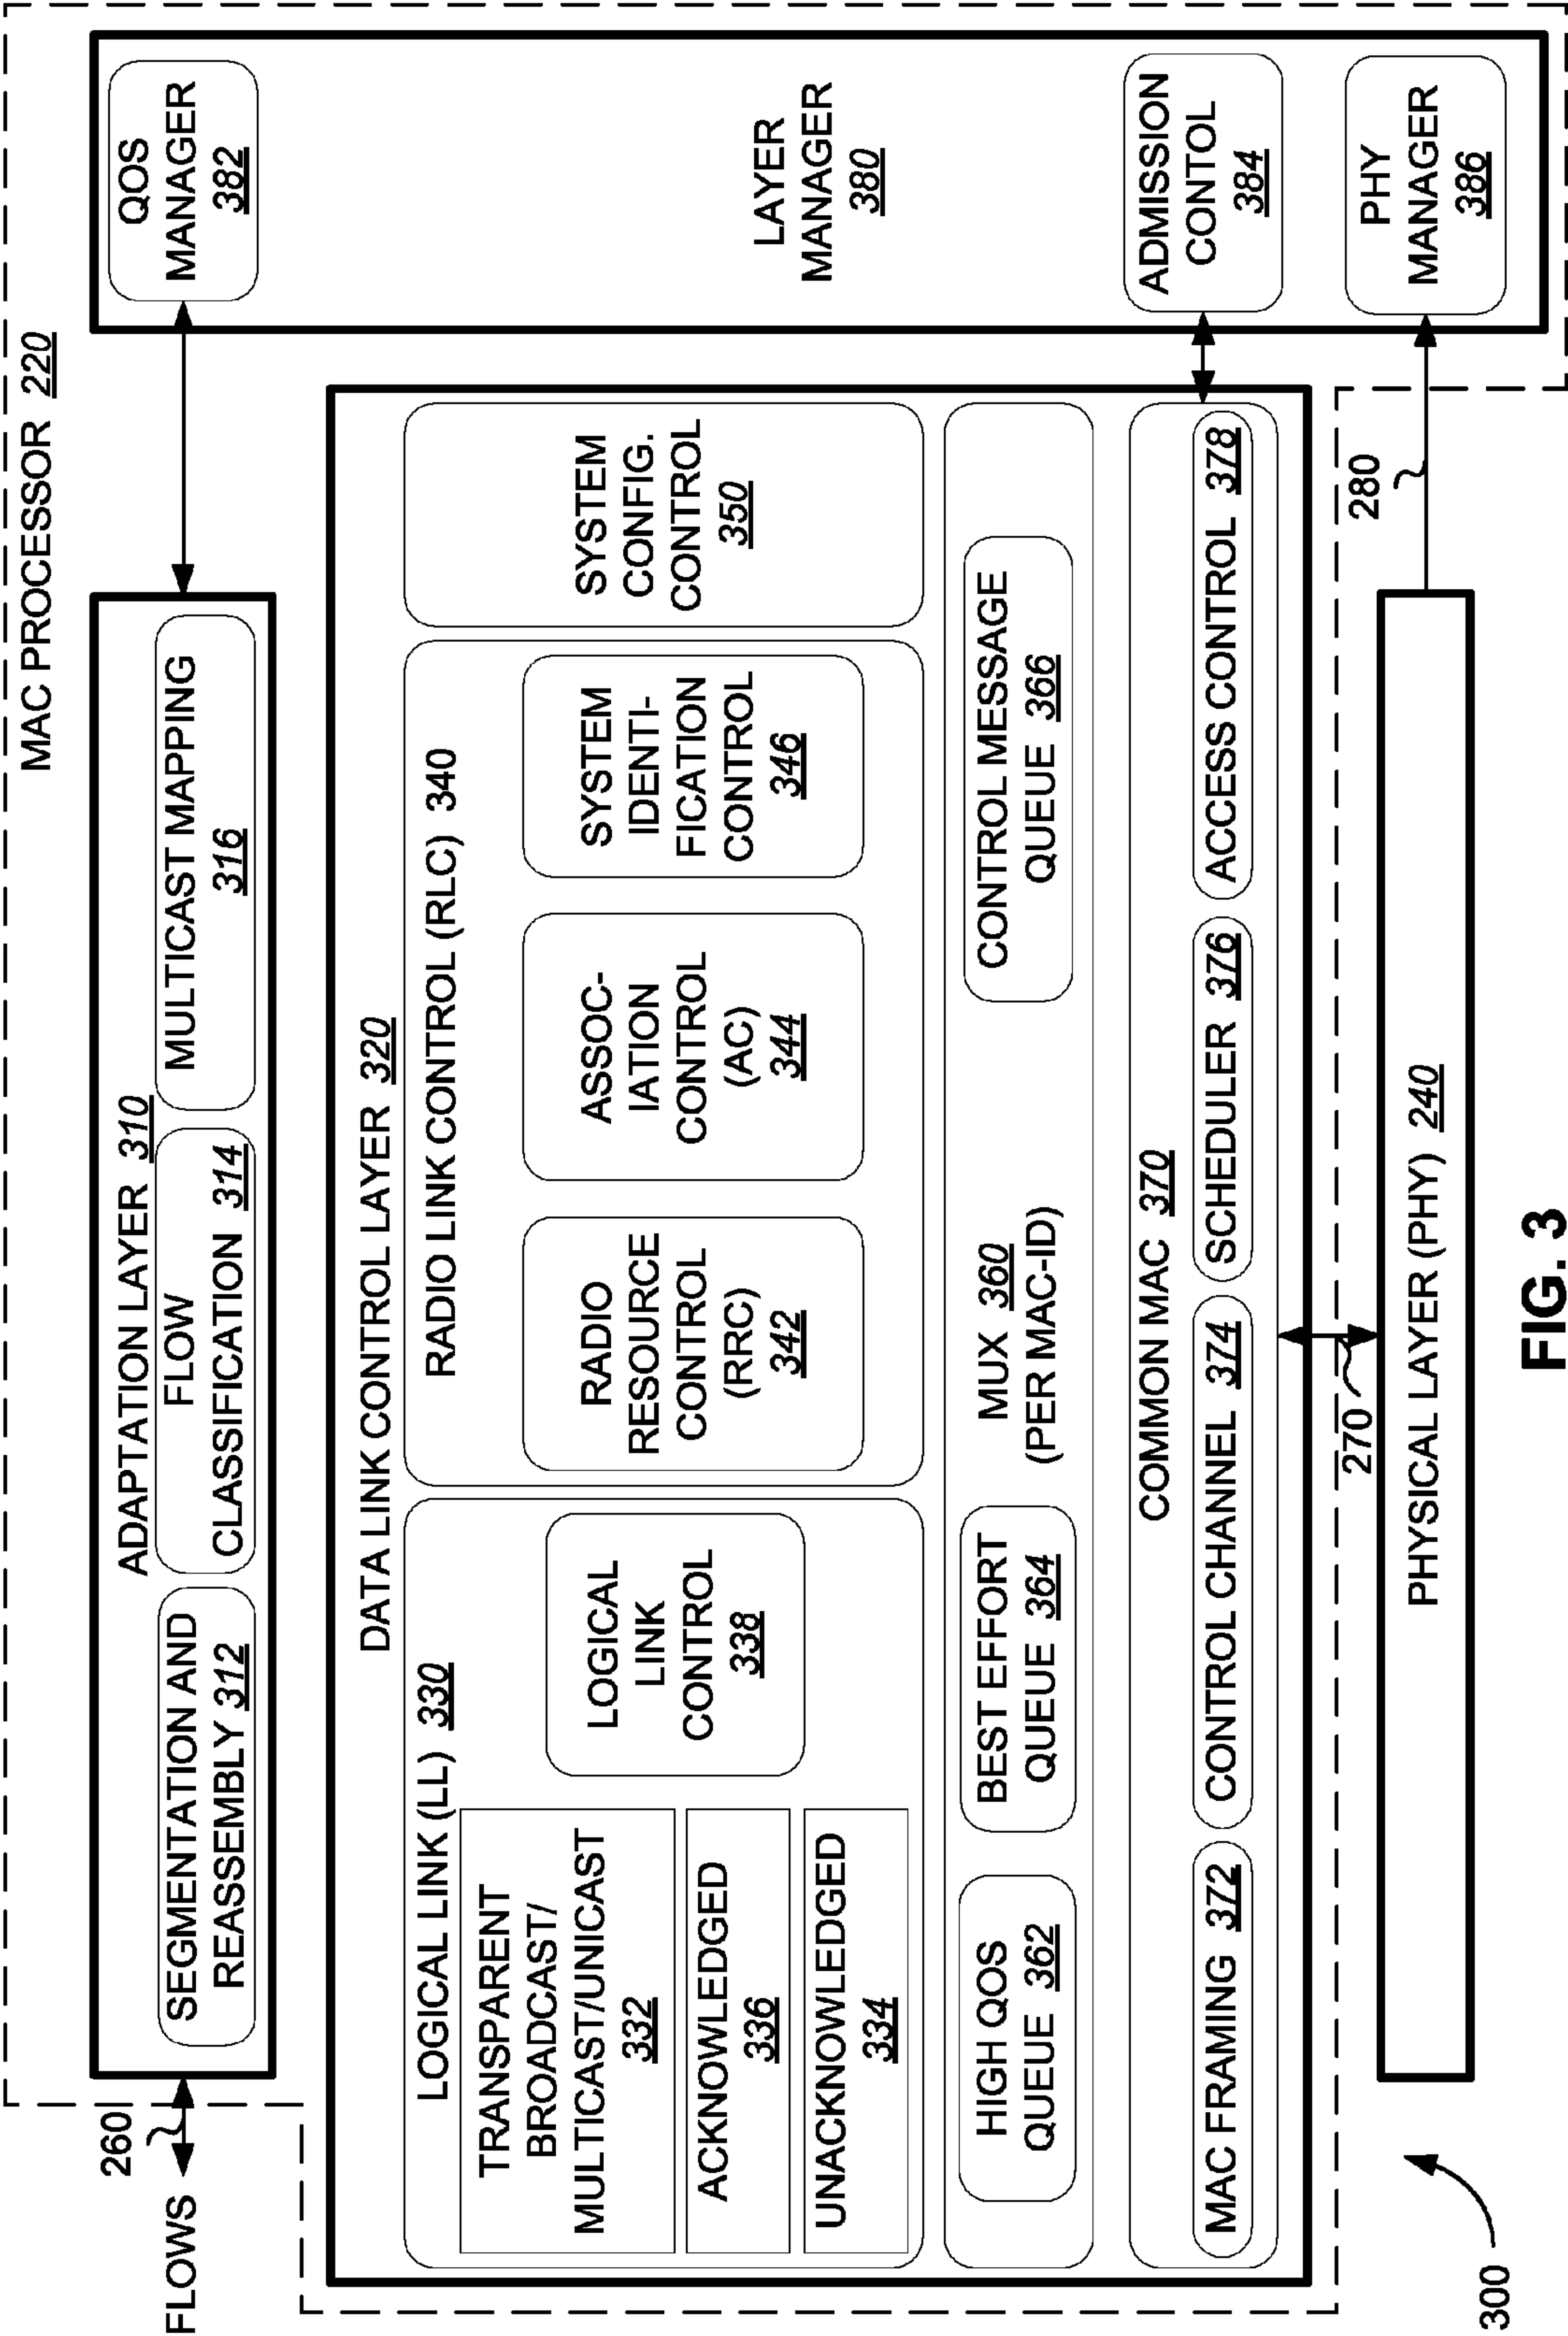 MAC PROCESSOR 220
260
FLOWS
ADAPTATION LAYER 310
SEGMENTATION AND
REASSEMBLY 312
FLOW
CLASSIFICATION 314
MULTICAST MAPPING
316
QOS
MANAGER
382
DATA LINK CONTROL LAYER 320
LOGICAL LINK (LL) 330
TRANSPARENT
BROADCAST/
MULTICAST/UNICAST
332
ACKNOWLEDGED
336
UNACKNOWLEDGED
334
LOGICAL
LINK
CONTROL
338
RADIO LINK CONTROL (RLC) 340
RADIO
RESOURCE
CONTROL
(RRC)
342
ASSOC-
IATION
CONTROL
(AC)
344
SYSTEM
IDENTI-
FICATION
CONTROL
346
SYSTEM
CONFIG.
CONTROL
350
LAYER
MANAGER
380
HIGH QOS
QUEUE 362
BEST EFFORT
QUEUE 364
MUX 360
(PER MAC-ID)
CONTROL MESSAGE
QUEUE 366
COMMON MAC 370
MAC FRAMING 372
CONTROL CHANNEL 374
SCHEDULER 376
ACCESS CONTROL 378
ADMISSION
CONTOL
384
270
280
PHY
MANAGER
386
PHYSICAL LAYER (PHY) 240
300
FIG. 3